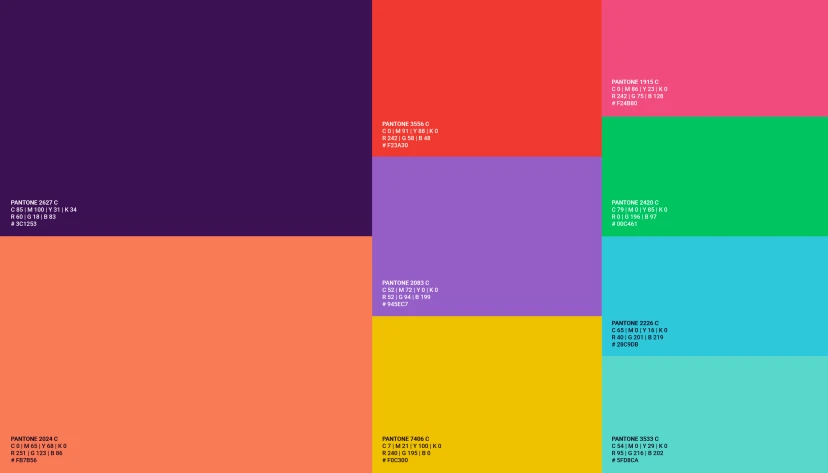 PANTONE 2627 C
C 85 | M 100 | Y 31 | K 34
R 60 | G 18 | B 83
# 3C1253
PANTONE 2024 C
C 0 | M 65 | Y 68 | K 0
R 251 | G 123 | B 86
# FB7B56
PANTONE 3556 C
C 0 | M 91 | Y 88 | K 0
R 242 | G 58 | B 48
# F23A30
PANTONE 2083 C
C 52 | M 72 | Y 0 | K 0
R 52 | G 94 | B 199
# 945EC7
PANTONE 7406 C
C 7 | M 21 | Y 100 | K 0
R 240 | G 195 | B 0
# F0C300
PANTONE 1915 C
C 0 | M 86 | Y 23 | K 0
R 242 | G 75 | B 128
# F24B80
PANTONE 2420 C
C 79 | M 0 | Y 85 | K 0
R 0 | G 196 | B 97
# 00C461
PANTONE 2226 C
C 65 | M 0 | Y 16 | K 0
R 40 | G 201 | B 219
# 28C9DB
PANTONE 3533 C
C 54 | M 0 | Y 29 | K 0
R 95 | G 216 | B 202
# 5FD8CA